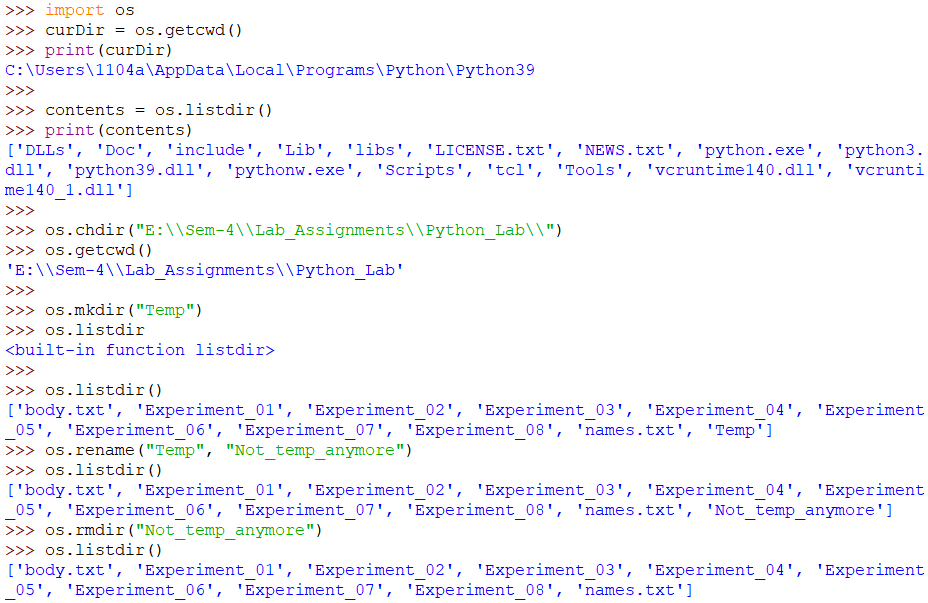 >>> import os
>>> curDir = os.getcwd()
>>> print(curDir)
C:\Users\1104a\AppData\Local\Programs\Python\Python39
>>>
>>> contents = os.listdir()
>>> print(contents)
['DLLs', 'Doc', 'include', 'Lib', 'libs', 'LICENSE.txt', 'NEWS.txt', 'python.exe', 'python3.
dll', 'python39.dll', 'pythonw.exe', 'Scripts', 'tcl', 'Tools', 'vcruntime140.dll', 'vcrunti
me140_1.dll']
>>>
>>> os.chdir("E:\\Sem-4\\Lab_Assignments\\Python_Lab\\")
>>> os.getcwd()
'E:\\Sem-4\\Lab_Assignments\\Python_Lab'
>>>
>>> os.mkdir("Temp")
>>> os.listdir
<built-in function listdir>
>>>
>>> os.listdir()
['body.txt', 'Experiment_01', 'Experiment_02', 'Experiment_03', 'Experiment_04', 'Experiment
_05', 'Experiment_06', 'Experiment_07', 'Experiment_08', 'names.txt', 'Temp']
>>> os.rename("Temp", "Not_temp_anymore")
>>> os.listdir()
['body.txt', 'Experiment_01', 'Experiment_02', 'Experiment_03', 'Experiment_04', 'Experiment
_05', 'Experiment_06', 'Experiment_07', 'Experiment_08', 'names.txt', 'Not_temp_anymore']
>>> os.rmdir("Not_temp_anymore")
>>> os.listdir()
['body.txt', 'Experiment_01', 'Experiment_02', 'Experiment_03', 'Experiment_04', 'Experiment
_05', 'Experiment_06', 'Experiment_07', 'Experiment_08', 'names.txt']